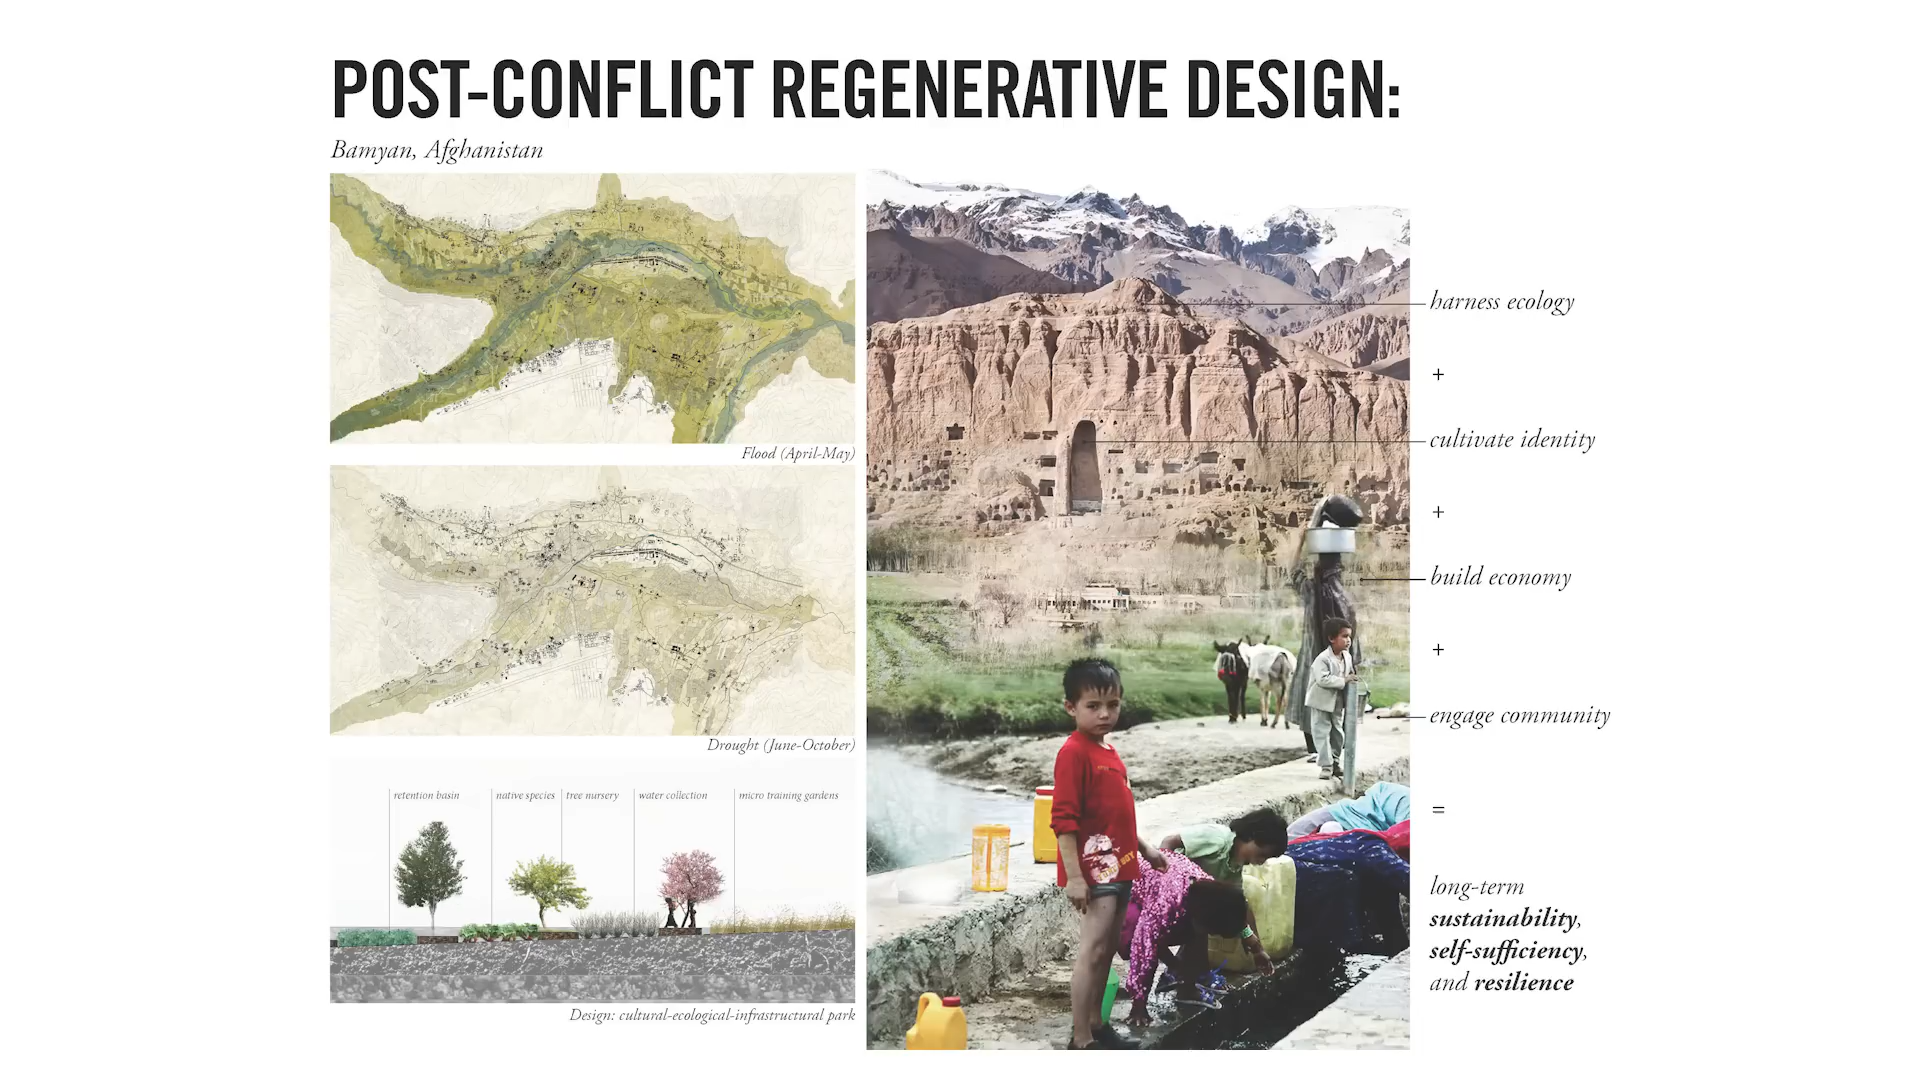 POST-CONFLICT REGENERATIVE DESIGN:
Bamyan, Afghanistan
Flood (April-May)
Drought (June-October)
retention basin
native species
tree nursery
water collection
micro training gardens
Design: cultural-ecological-infrastructural park
harness ecology
+
cultivate identity
+
build economy
+
engage community
=
long-term
sustainability,
self-sufficiency,
and resilience